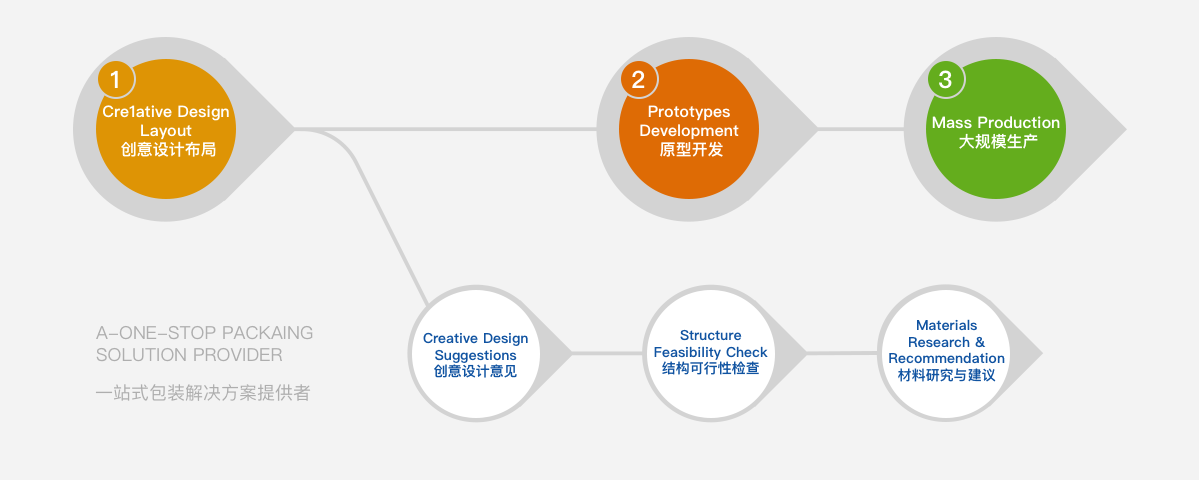 1
Cre1ative Design
Layout
创意设计布局
2
Prototypes
Development
原型开发
3
Mass Production
大规模生产
Creative Design
Suggestions
创意设计意见
Structure
Feasibility Check
结构可行性检查
Materials
Research &
Recommendation
材料研究与建议
A-ONE-STOP PACKAING
SOLUTION PROVIDER
一站式包装解决方案提供者